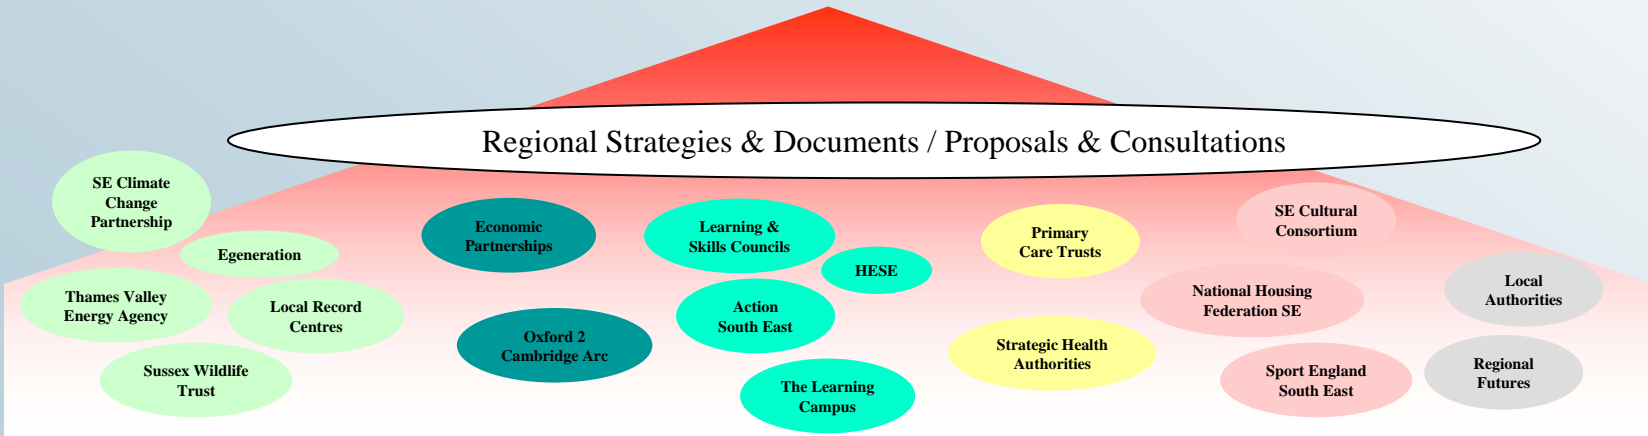 Regional Strategies & Documents / Proposals & Consultations
SE Climate
Change
Partnership
Egeneration
Thames Valley
Energy Agency
Local Record
Centres
Sussex Wildlife
Trust
Economic
Partnerships
Oxford 2
Cambridge Arc
Learning &
Skills Councils
HESE
Action
South East
The Learning
Campus
Primary
Care Trusts
Strategic Health
Authorities
SE Cultural
Consortium
National Housing
Federation SE
Sport England
South East
Local
Authorities
Regional
Futures